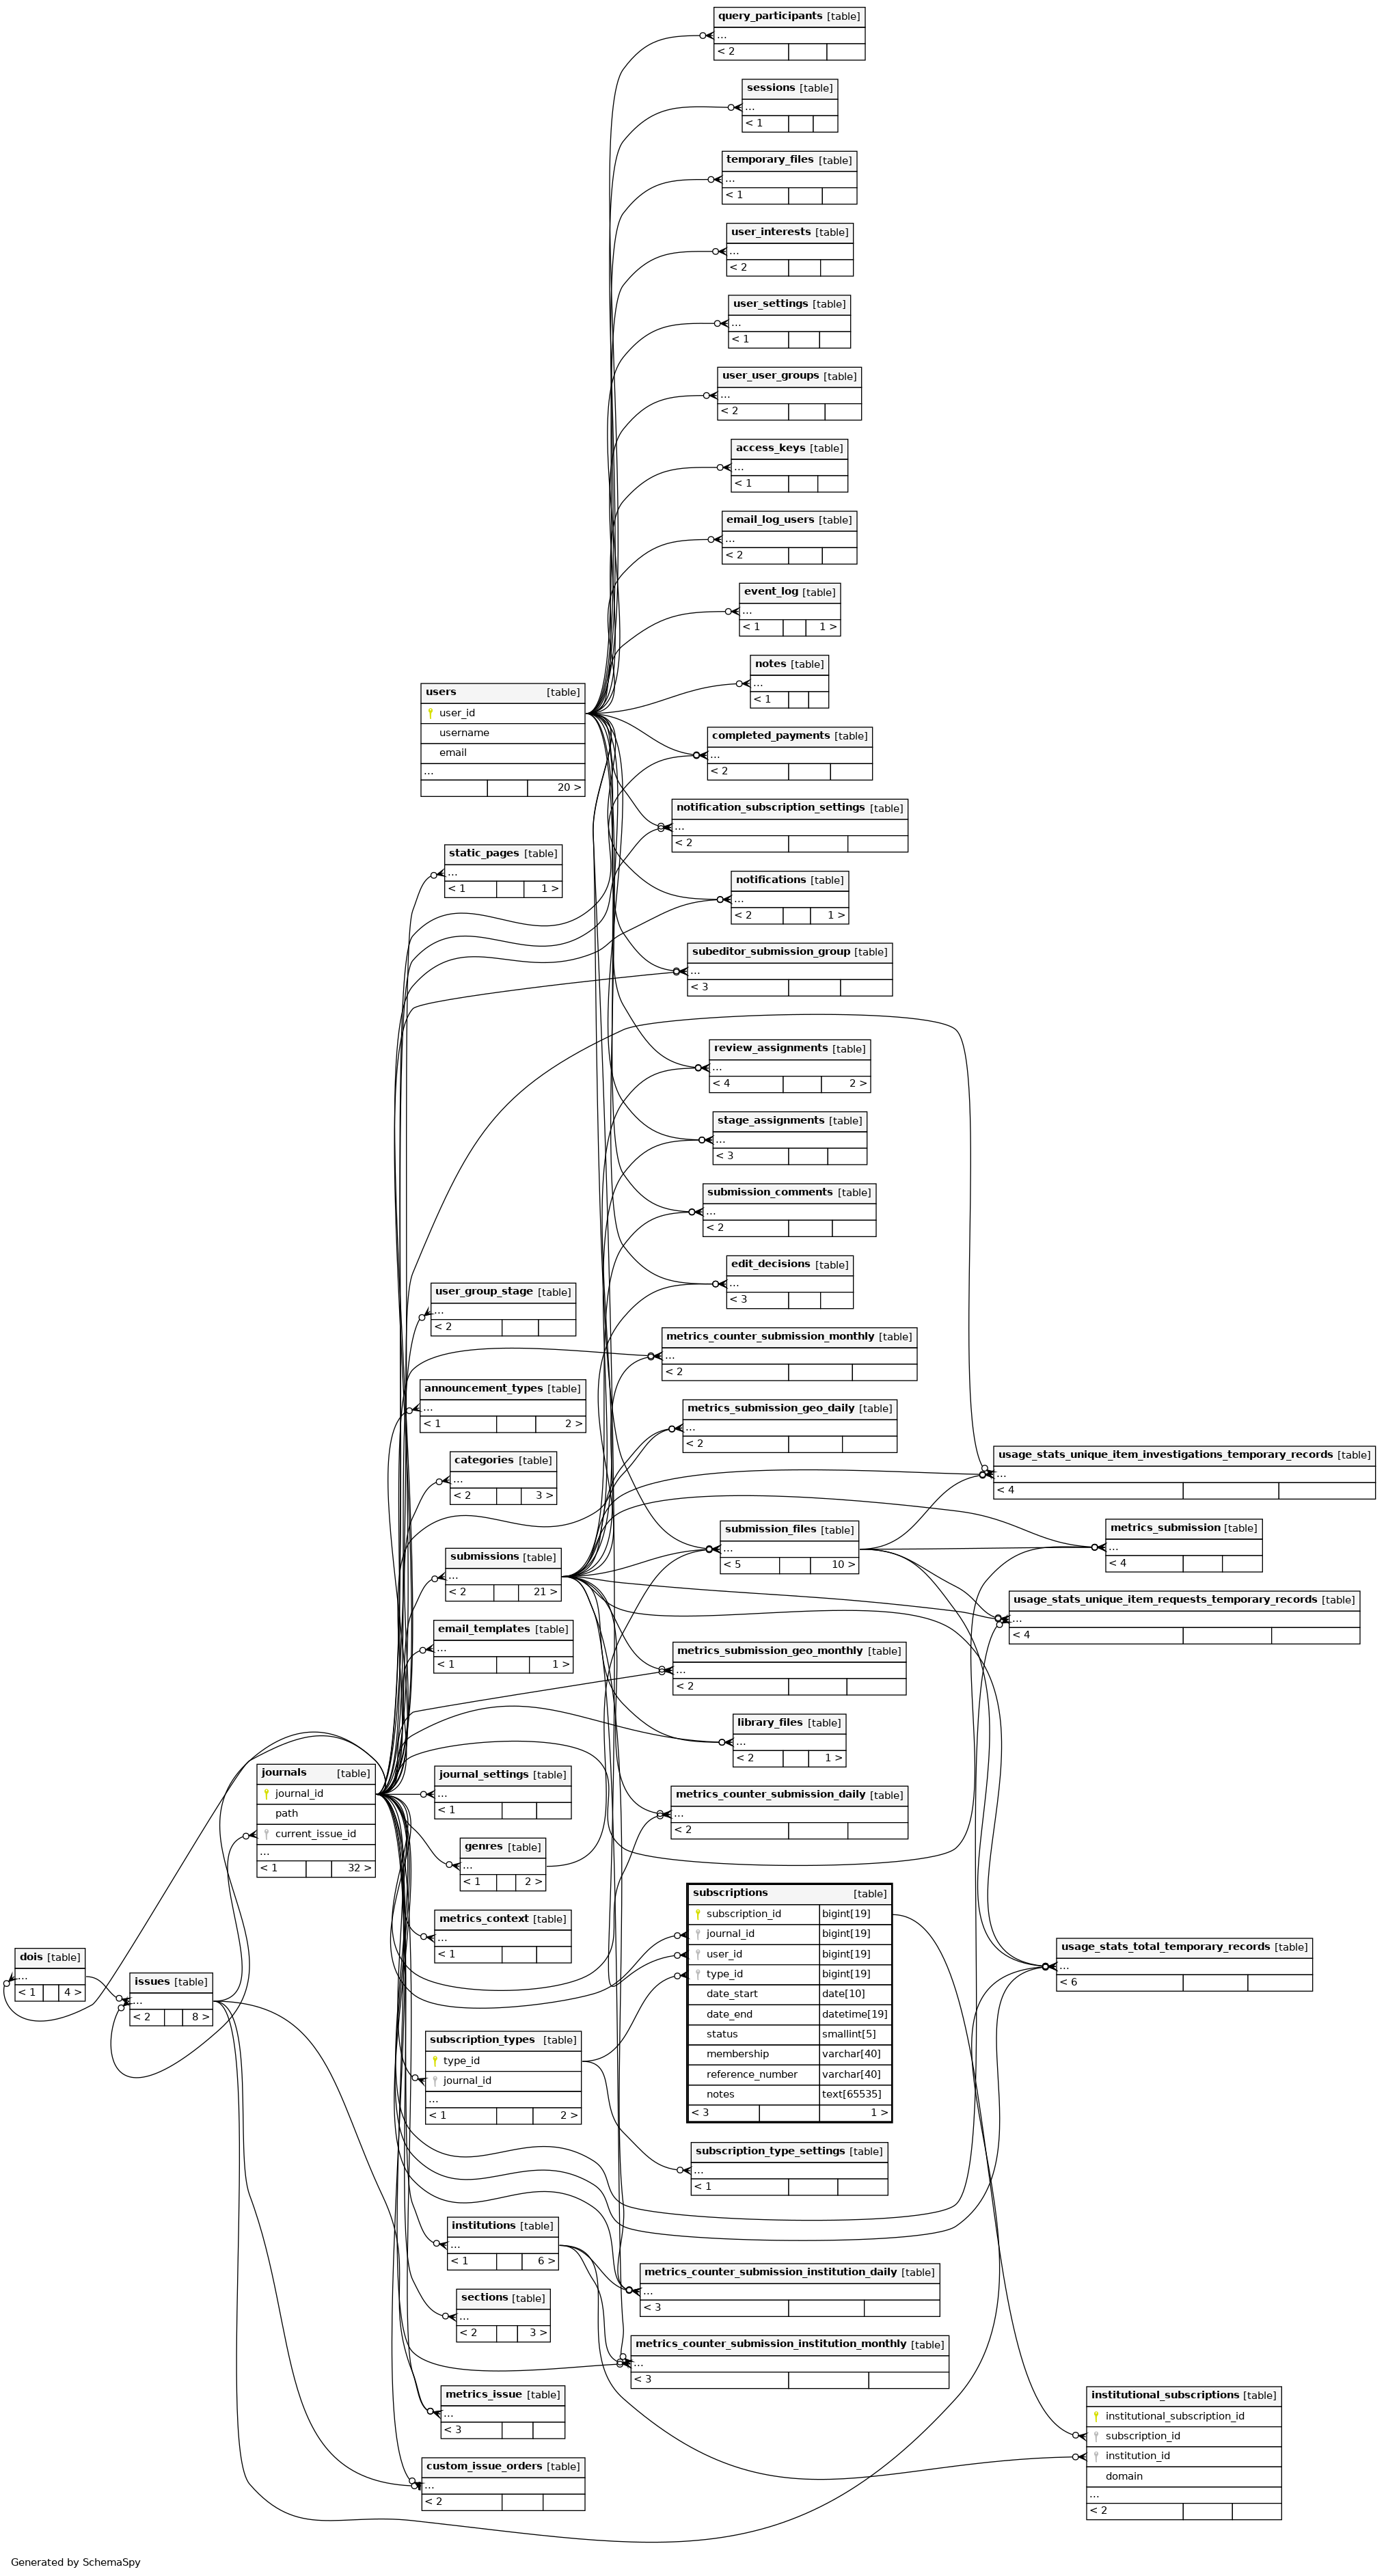 query_participants [table]
...
< 2
sessions [table]
...
< 1
temporary_files [table]
...
< 1
user_interests [table]
...
< 2
user_settings [table]
...
< 1
user_user_groups [table]
...
< 2
access_keys [table]
...
< 1
email_log_users [table]
...
< 2
event_log [table]
...
< 1 1 >
notes [table]
...
< 1
users [table]
user_id
username
email
...
20 >
completed_payments [table]
...
< 2
notification_subscription_settings [table]
...
< 2
static_pages [table]
...
< 1 1 >
notifications [table]
...
< 2 1 >
subeditor_submission_group [table]
...
< 3
review_assignments [table]
...
< 4 2 >
stage_assignments [table]
...
< 3
submission_comments [table]
...
< 2
edit_decisions [table]
...
< 3
user_group_stage [table]
...
< 2
metrics_counter_submission_monthly [table]
...
< 2
announcement_types [table]
...
< 1 2 >
metrics_submission_geo_daily [table]
...
< 2
usage_stats_unique_item_investigations_temporary_records [table]
...
< 4
categories [table]
...
< 2 3 >
submission_files [table]
...
< 5 10 >
metrics_submission [table]
...
< 4
submissions [table]
...
< 2 21 >
usage_stats_unique_item_requests_temporary_records [table]
...
< 4
email_templates [table]
...
< 1 1 >
metrics_submission_geo_monthly [table]
...
< 2
library_files [table]
...
< 2 1 >
journals [table]
journal_id
path
current_issue_id
...
< 1 32 >
journal_settings [table]
...
< 1
metrics_counter_submission_daily [table]
...
< 2
genres [table]
...
< 1 2 >
metrics_context [table]
...
< 1
subscriptions [table]
subscription_id bigint[19]
journal_id bigint[19]
user_id bigint[19]
type_id bigint[19]
date_start date[10]
date_end datetime[19]
status smallint[5]
membership varchar[40]
reference_number varchar[40]
notes text[65535]
< 3 1 >
usage_stats_total_temporary_records [table]
...
< 6
dois [table]
...
< 1 4 >
issues [table]
...
< 2 8 >
subscription_types [table]
type_id
journal_id
...
< 1 2 >
subscription_type_settings [table]
...
< 1
institutions [table]
...
< 1 6 >
metrics_counter_submission_institution_daily [table]
...
< 3
sections [table]
...
< 2 3 >
metrics_counter_submission_institution_monthly [table]
...
< 3
metrics_issue [table]
...
< 3
institutional_subscriptions [table]
institutional_subscription_id
subscription_id
institution_id
domain
...
< 2
custom_issue_orders [table]
...
< 2
Generated by SchemaSpy